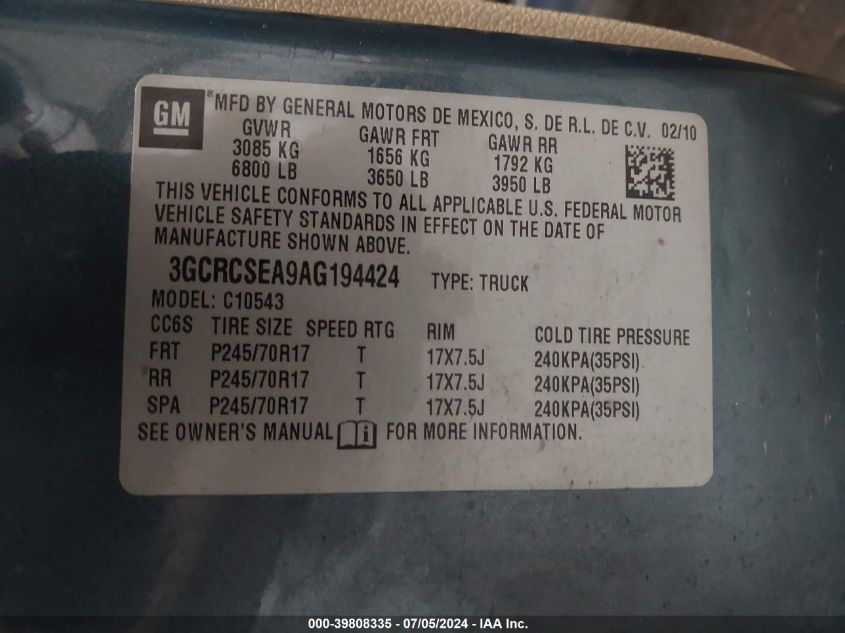 GM ® MFD BY GENERAL MOTORS DE MEXICO, S. DE R.L. DE C.V. 02/10
GVWR GAWR FRT GAWR RR
3085 KG 1656 KG 1792 KG
6800 LB 3650 LB 3950 LB
THIS VEHICLE CONFORMS TO ALL APPLICABLE U.S. FEDERAL MOTOR
VEHICLE SAFETY STANDARDS IN EFFECT ON THE DATE OF
MANUFACTURE SHOWN ABOVE.
3GCRCSEA9AG194424 TYPE: TRUCK
MODEL: C10543
CC6S TIRE SIZE SPEED RTG RIM COLD TIRE PRESSURE
FRT P245/70R17 T 17X7.5J 240KPA(35PSI)
RR P245/70R17 T 17X7.5J 240KPA(35PSI)
SPA P245/70R17 T 17X7.5J 240KPA(35PSI)
SEE OWNER'S MANUAL i FOR MORE INFORMATION.
000-39808335 - 07/05/2024 - IAA Inc.